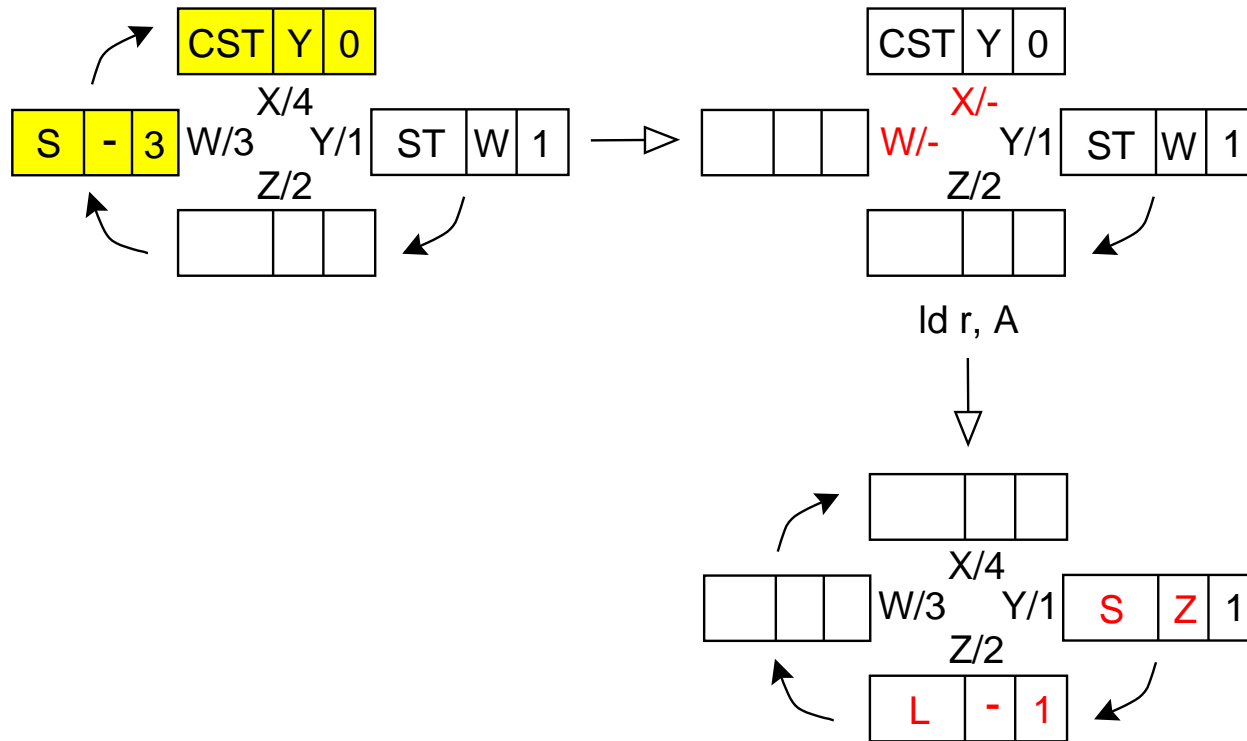 CST Y 0
X/4
S - 3
W/3
Y/1
ST W 1
Z/2
CST Y 0
X/-
W/-
Y/1
ST W 1
Z/2
ld r, A
X/4
W/3
Y/1
S Z 1
Z/2
L - 1